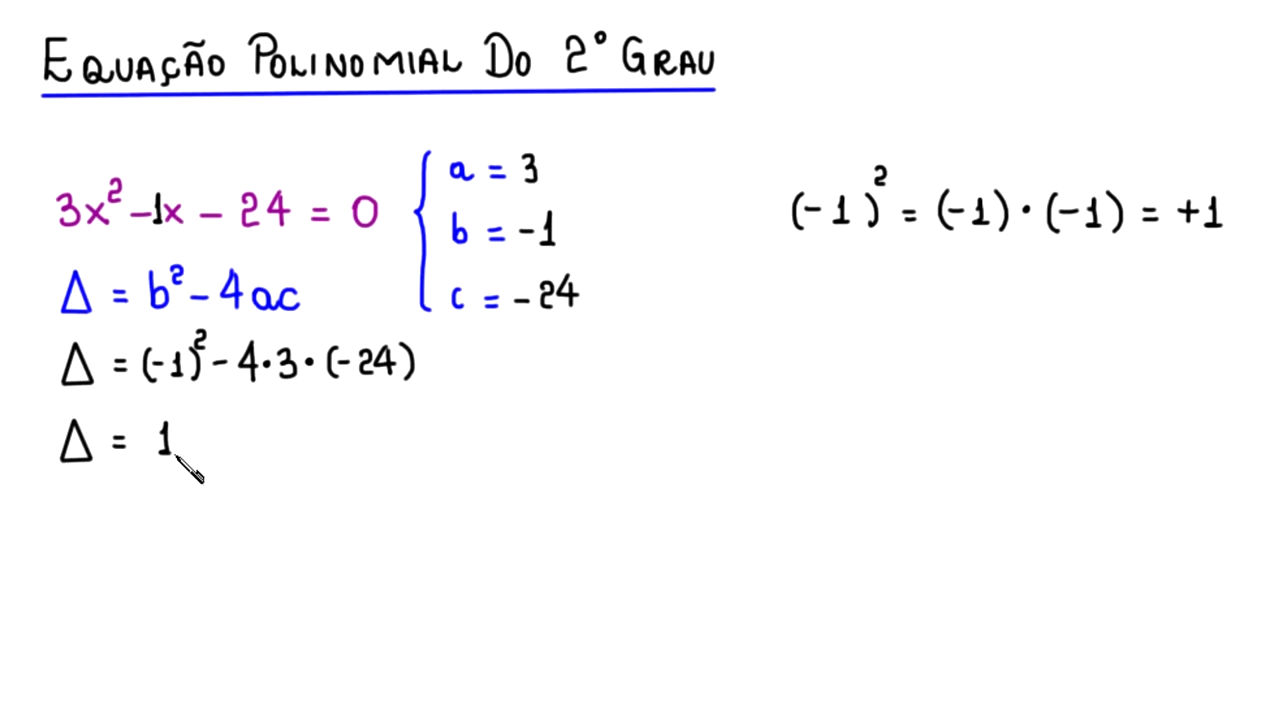 EQUAÇÃO POLINOMIAL DO 2° GRAU
3x² -1x - 24 = 0
a = 3
b = -1
c = -24
(-1)² = (-1)·(-1) = +1
Δ = b² - 4ac
Δ = (-1)² - 4·3·(-24)
Δ = 1